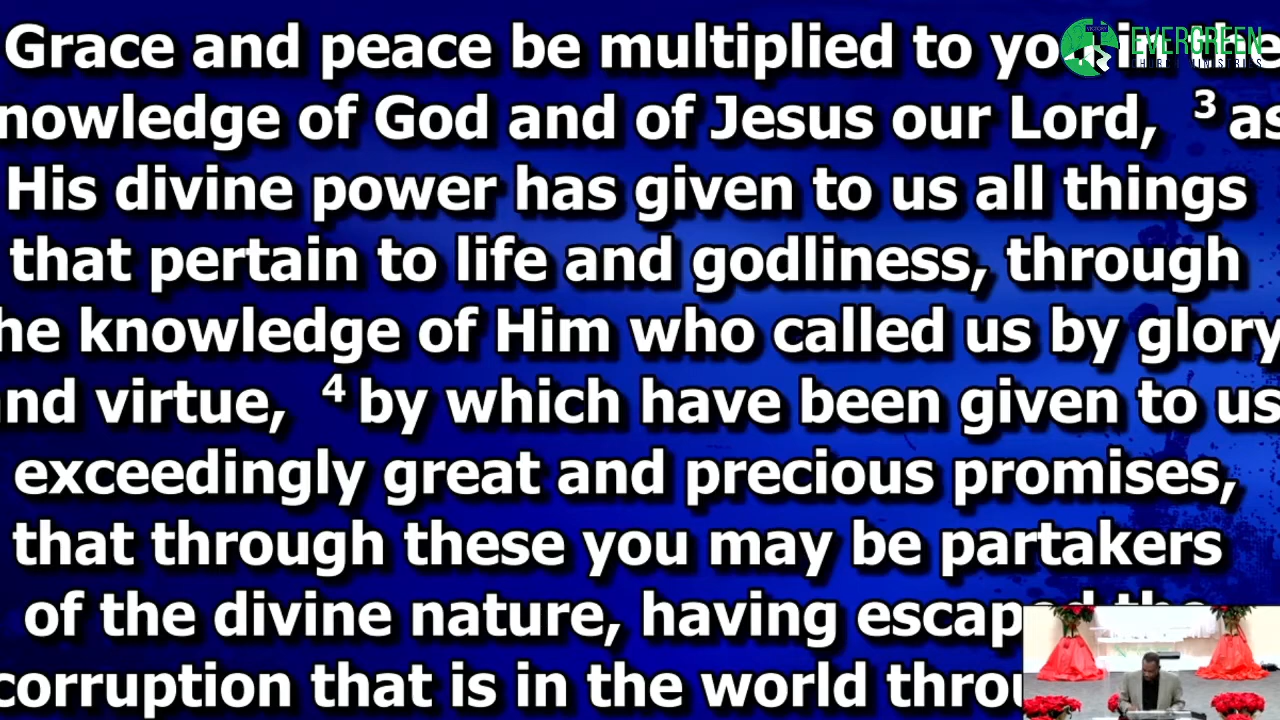 Grace and peace be multiplied to you in the
nowledge of God and of Jesus our Lord, 3 as
His divine power has given to us all things
that pertain to life and godliness, through
he knowledge of Him who called us by glory
nd virtue, 4 by which have been given to us
exceedingly great and precious promises,
that through these you may be partakers
of the divine nature, having escaped the
corruption that is in the world throu
EVERGREEN
CHURCH MINISTRIES